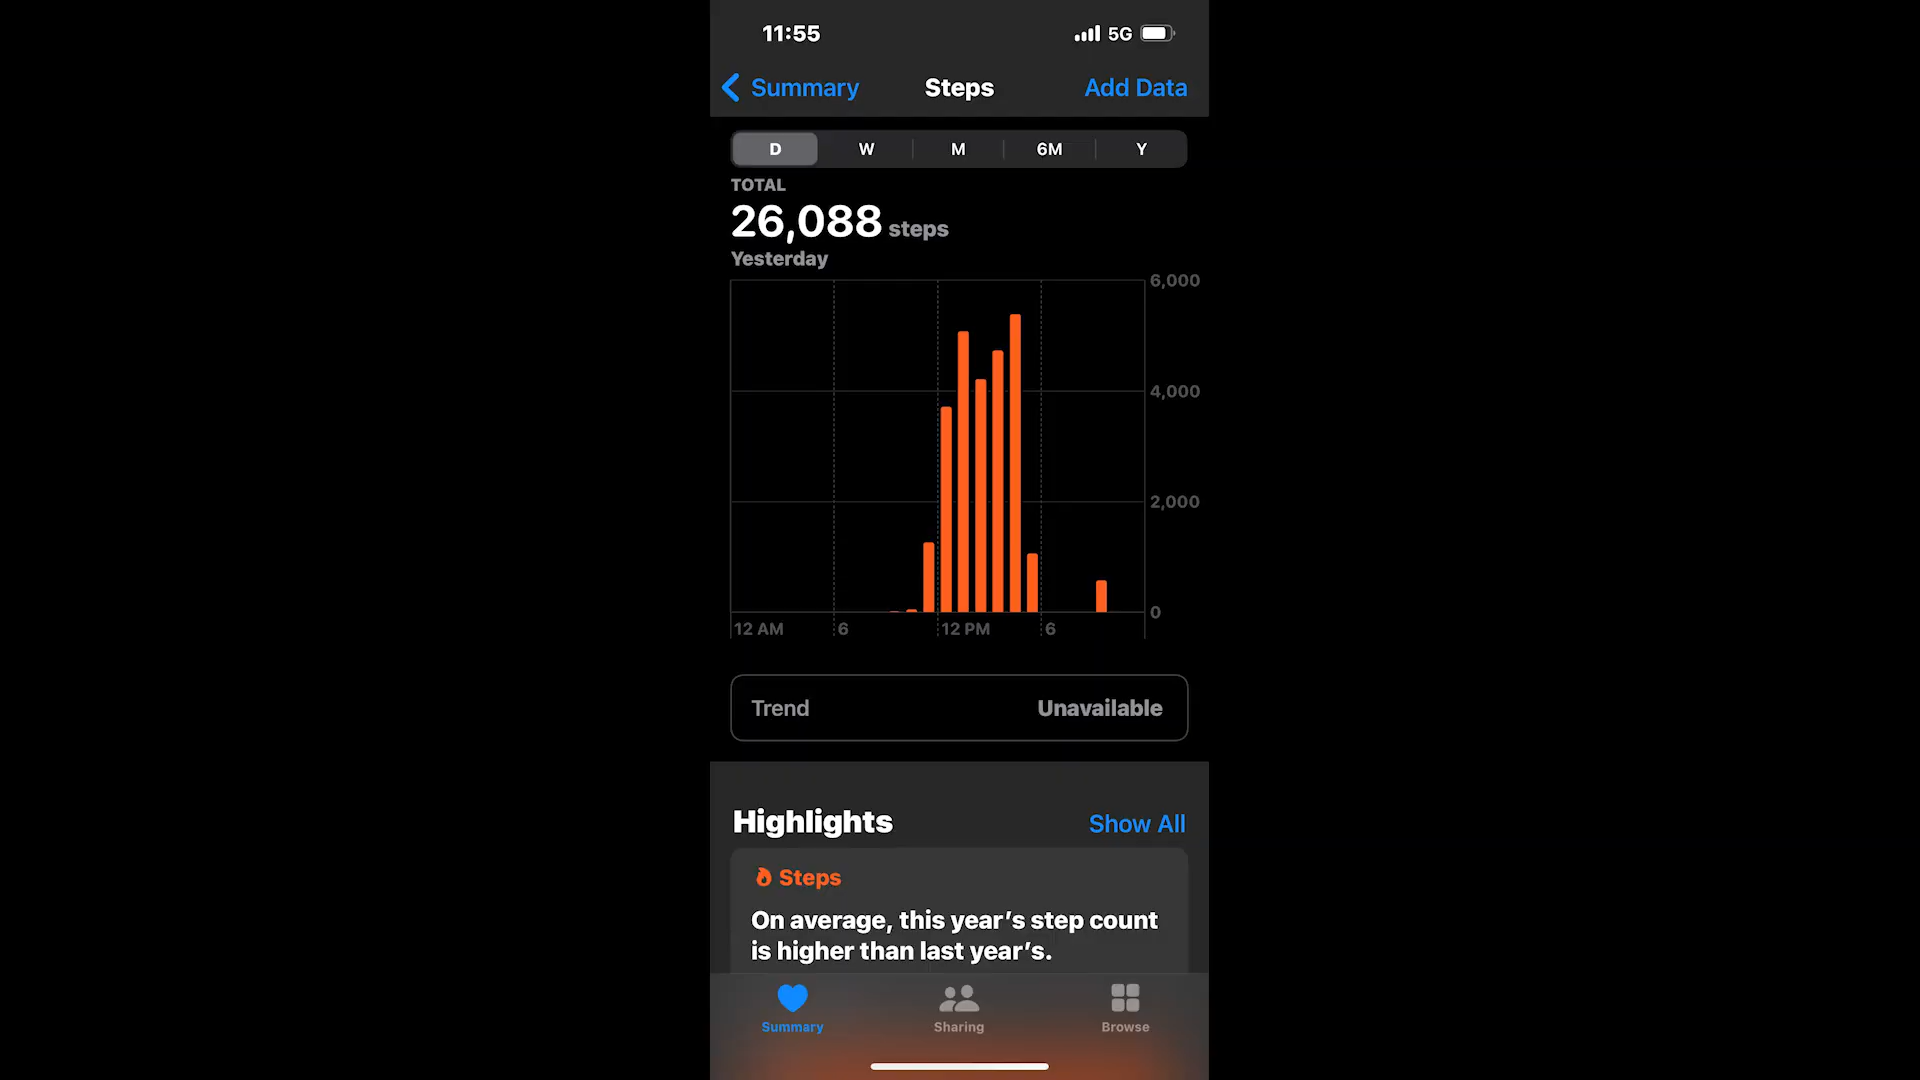 11:55
5G
Summary
Steps
Add Data
D
W
M
6M
Y
TOTAL
26,088 steps
Yesterday
6,000
4,000
2,000
0
12 AM
6
12 PM
6
Trend
Unavailable
Highlights
Show All
Steps
On average, this year’s step count
is higher than last year’s.
Summary
Sharing
Browse